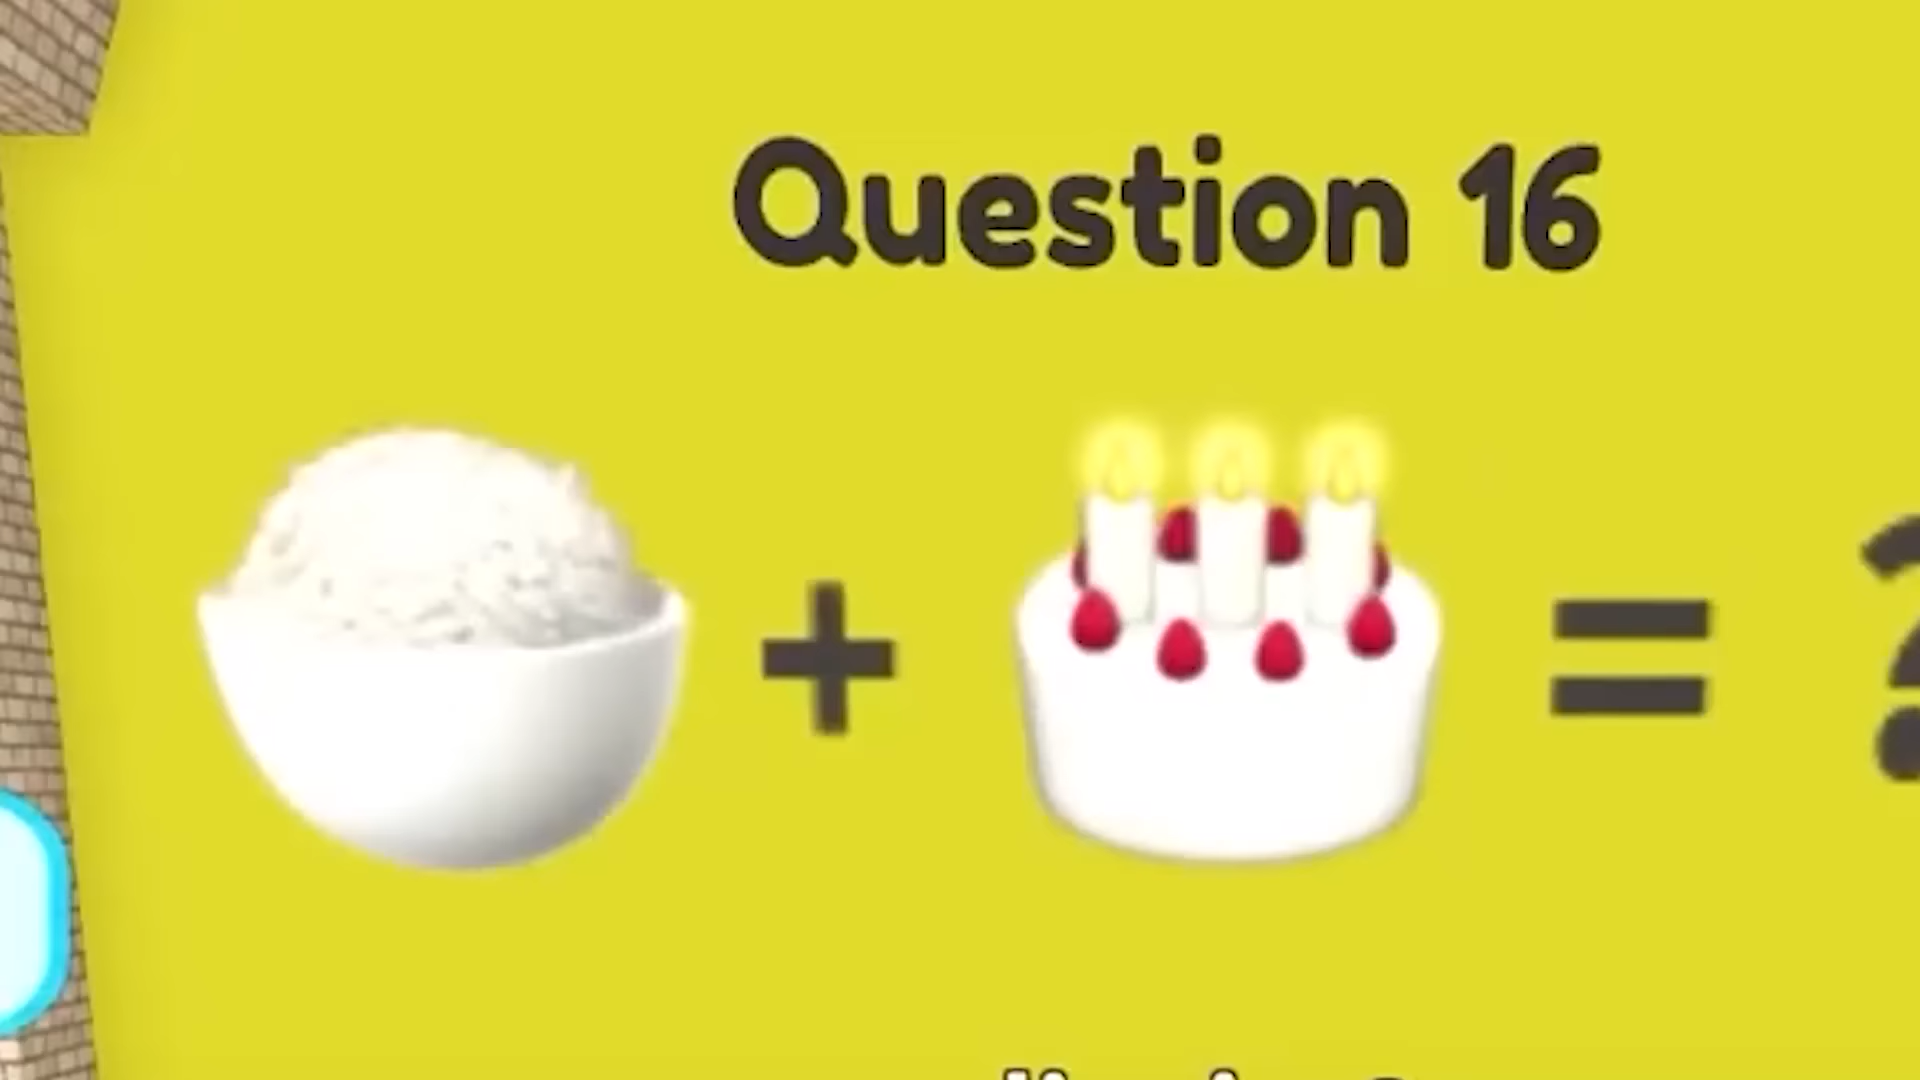 Question 16
+ = ?